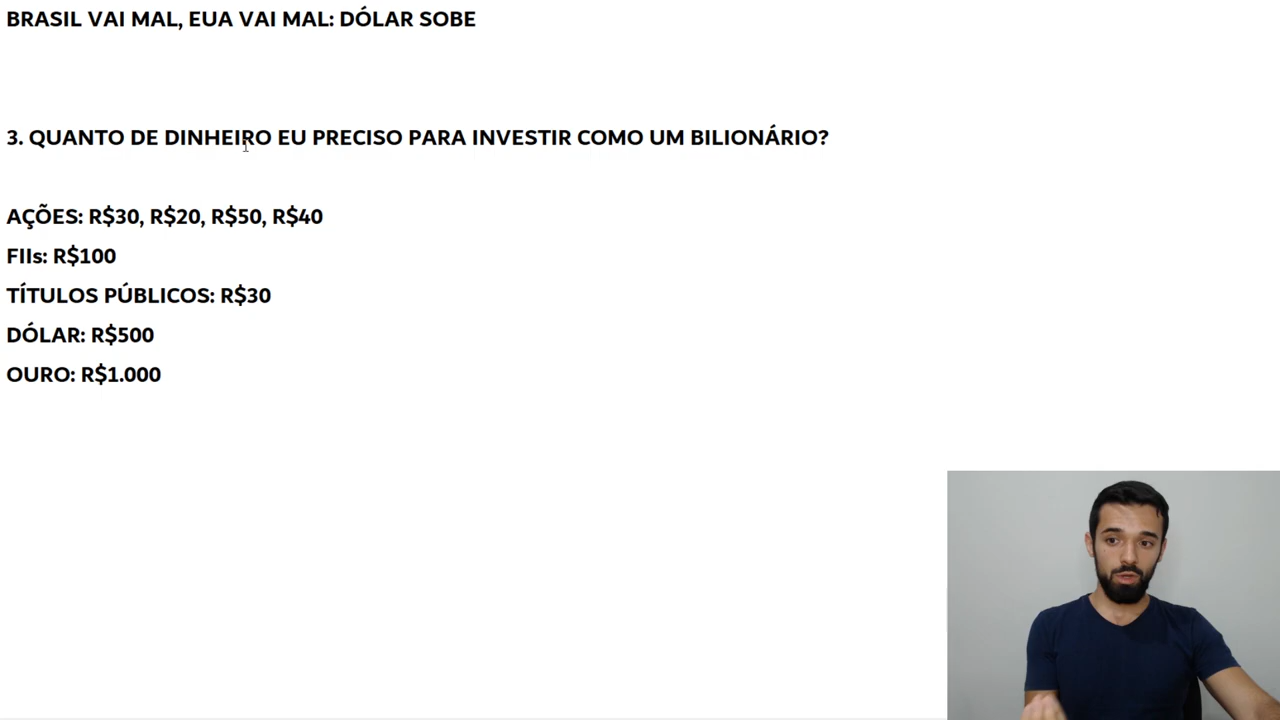 BRASIL VAI MAL, EUA VAI MAL: DÓLAR SOBE
3. QUANTO DE DINHEIRO EU PRECISO PARA INVESTIR COMO UM BILIONÁRIO?
AÇÕES: R$30, R$20, R$50, R$40
FIIs: R$100
TÍTULOS PÚBLICOS: R$30
DÓLAR: R$500
OURO: R$1.000